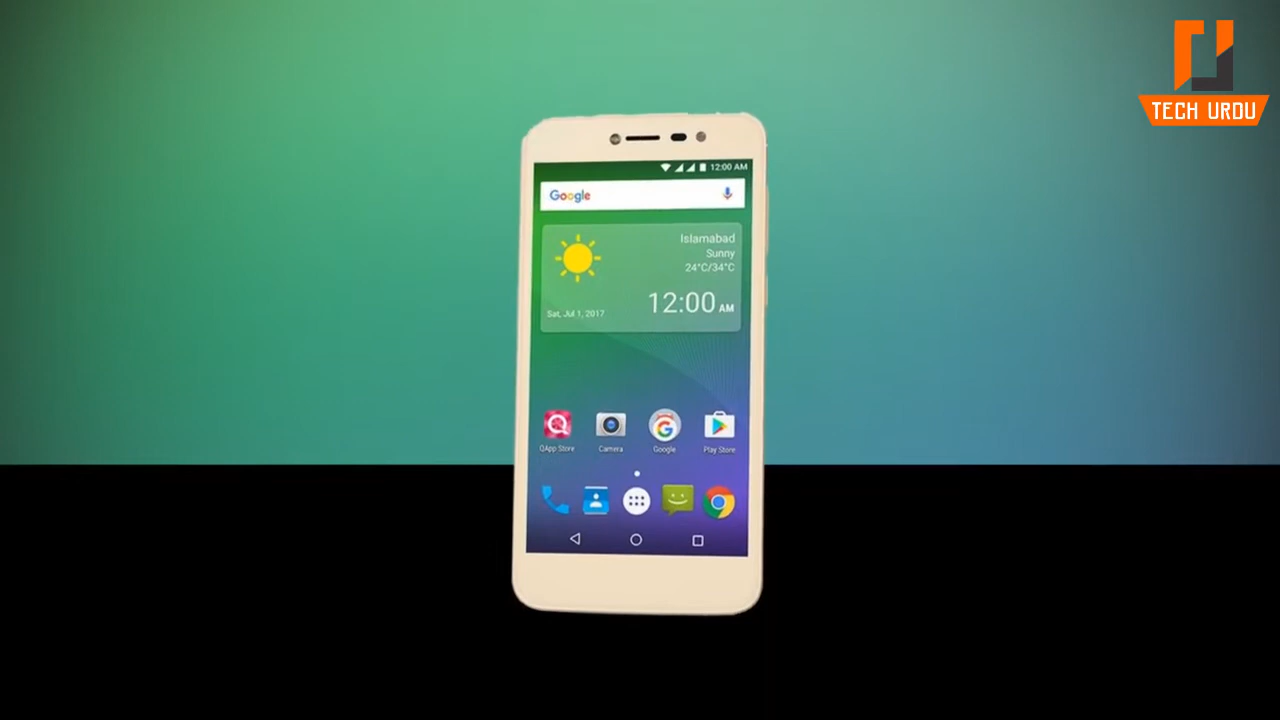 TECH URDU
12:00 AM
Google
Islamabad
Sunny
24°C/34°C
12:00 AM
Sat, Jul 1, 2017
QApp Store
Camera
Google
Play Store